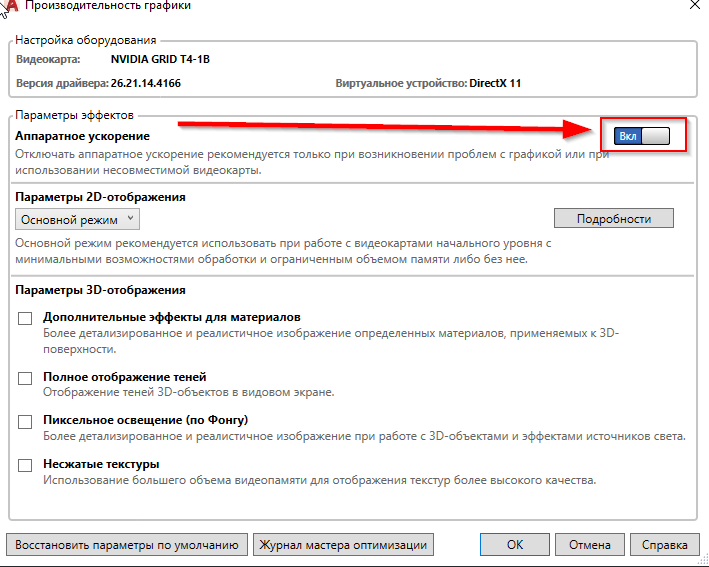 Производительность графики
Настройка оборудования
Видеокарта: NVIDIA GRID T4-1B
Версия драйвера: 26.21.14.4166 Виртуальное устройство: DirectX 11
Параметры эффектов
Аппаратное ускорение Вкл
Отключать аппаратное ускорение рекомендуется только при возникновении проблем с графикой или при
использовании несовместимой видеокарты.
Параметры 2D-отображения
Основной режим Подробности
Основной режим рекомендуется использовать при работе с видеокартами начального уровня с
минимальными возможностями обработки и ограниченным объемом памяти либо без нее.
Параметры 3D-отображения
Дополнительные эффекты для материалов
Более детализированное и реалистичное изображение определенных материалов, применяемых к 3D-
поверхности.
Полное отображение теней
Отображение теней 3D-объектов в видовом экране.
Пиксельное освещение (по Фонгу)
Более детализированное и реалистичное изображение при работе с 3D-объектами и эффектами источников света.
Несжатые текстуры
Использование большего объема видеопамяти для отображения текстур более высокого качества.
Восстановить параметры по умолчанию Журнал мастера оптимизации OK Отмена Справка